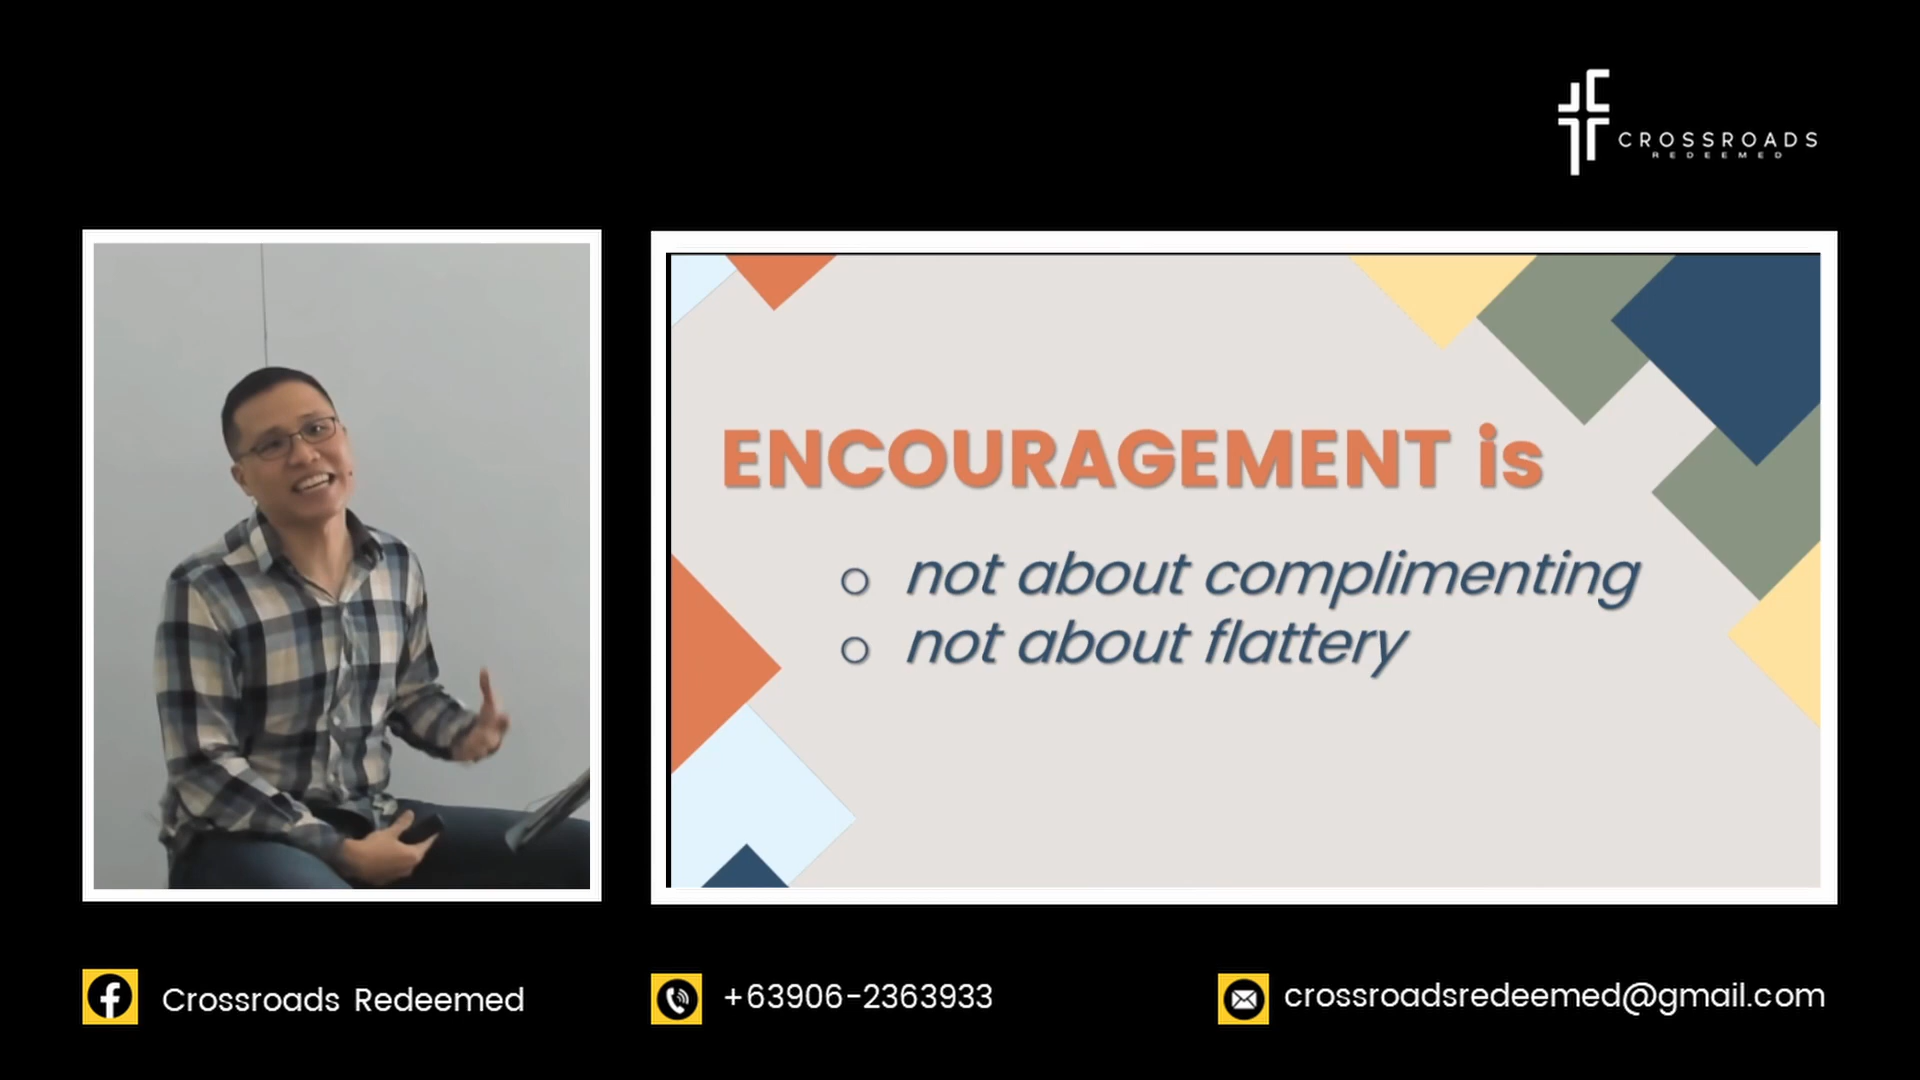 CROSSROADS
REDEEMED
ENCOURAGEMENT is
o not about complimenting
o not about flattery
Crossroads Redeemed
+63906-2363933
crossroadsredeemed@gmail.com